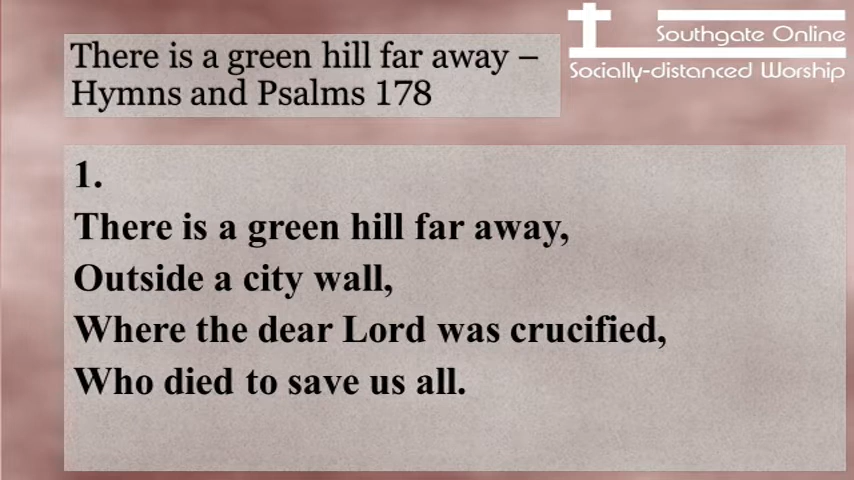 There is a green hill far away –
Hymns and Psalms 178
Southgate Online
Socially-distanced Worship
1.
There is a green hill far away,
Outside a city wall,
Where the dear Lord was crucified,
Who died to save us all.